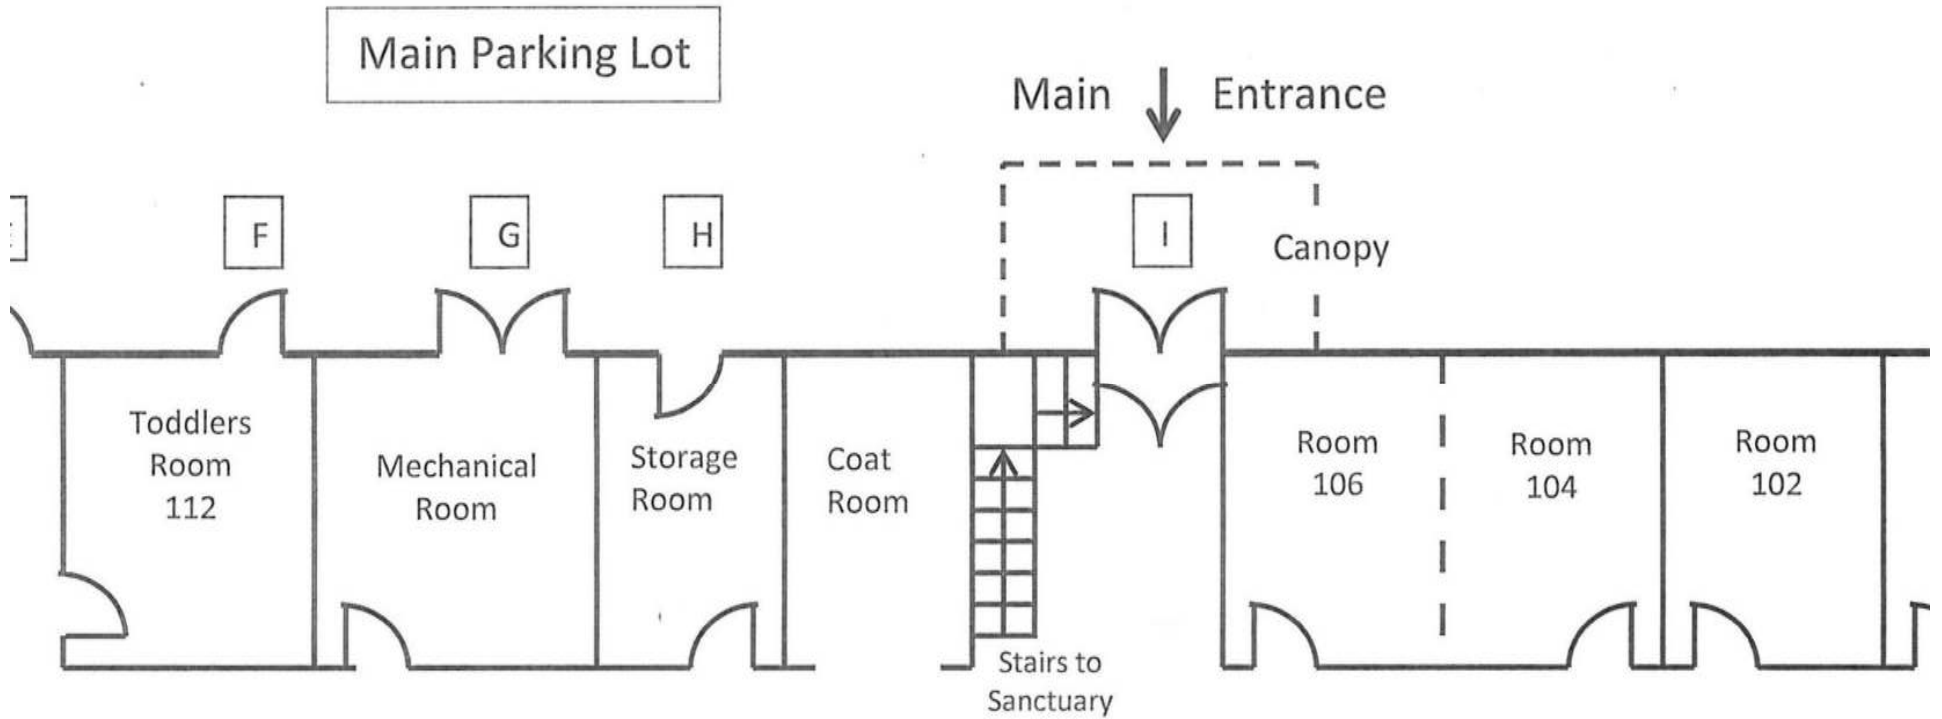 Main Parking Lot
Main Entrance
F
G
H
I
Canopy
Toddlers
Room
112
Mechanical
Room
Storage
Room
Coat
Room
Room
106
Room
104
Room
102
Stairs to
Sanctuary